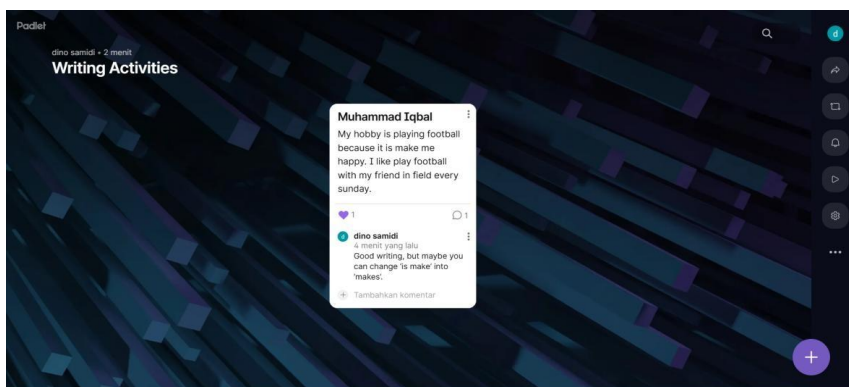 Padlet
dino samidi • 2 menit
Writing Activities
d
Muhammad Iqbal
My hobby is playing football
because it is make me
happy. I like play football
with my friend in field every
sunday.
1
1
d
dino samidi
4 menit yang lalu
Good writing, but maybe you
can change 'is make' into
'makes'.
Tambahkan komentar